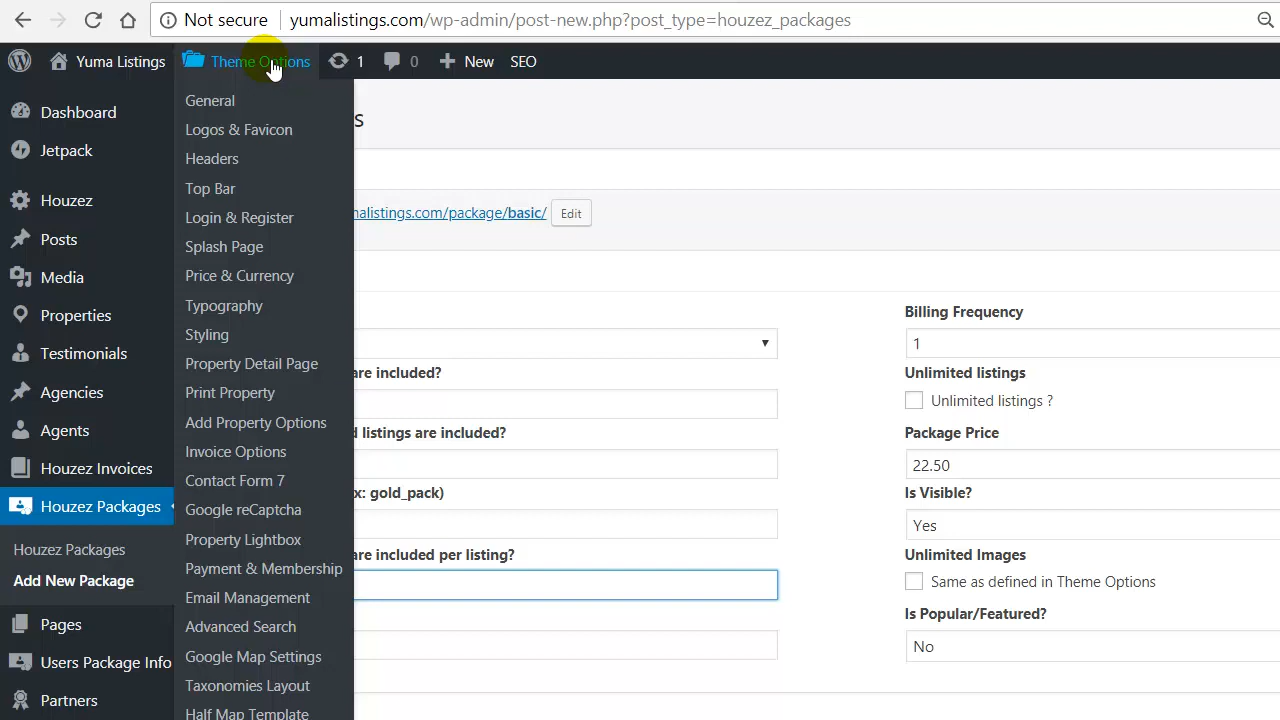 Not secure yumalistings.com/wp-admin/post-new.php?post_type=houzez_packages
Yuma Listings Theme Options 1 0 New SEO
Dashboard
Jetpack
Houzez
Posts
Media
Properties
Testimonials
Agencies
Agents
Houzez Invoices
Houzez Packages
Houzez Packages
Add New Package
Pages
Users Package Info
Partners
General
Logos & Favicon
Headers
Top Bar
Login & Register
Splash Page
Price & Currency
Typography
Styling
Property Detail Page
Print Property
Add Property Options
Invoice Options
Contact Form 7
Google reCaptcha
Property Lightbox
Payment & Membership
Email Management
Advanced Search
Google Map Settings
Taxonomies Layout
Half Map Template
s
malistings.com/package/basic/ Edit
are included?
d listings are included?
x: gold_pack)
are included per listing?
Billing Frequency
1
Unlimited listings
Unlimited listings ?
Package Price
22.50
Is Visible?
Yes
Unlimited Images
Same as defined in Theme Options
Is Popular/Featured?
No